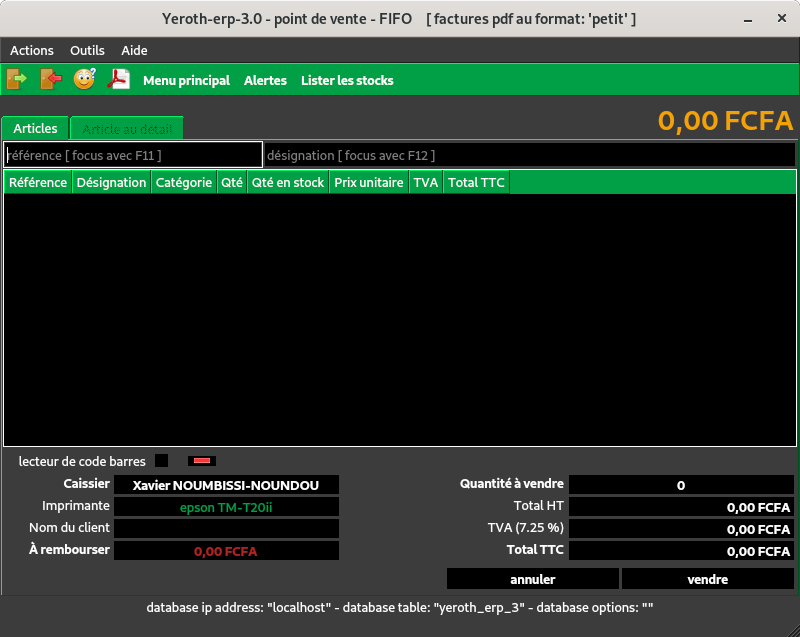 Yeroth-erp-3.0 - point de vente - FIFO [ factures pdf au format: 'petit' ]
Actions Outils Aide
Menu principal Alertes Lister les stocks
0,00 FCFA
Articles Article au détail
référence [ focus avec F11 ] désignation [ focus avec F12 ]
Référence Désignation Catégorie Qté Qté en stock Prix unitaire TVA Total TTC
lecteur de code barres
Caissier Xavier NOUMBISSI-NOUNDOU
Imprimante epson TM-T20ii
Nom du client
À rembourser 0,00 FCFA
Quantité à vendre 0
Total HT 0,00 FCFA
TVA (7.25 %) 0,00 FCFA
Total TTC 0,00 FCFA
annuler vendre
database ip address: "localhost" - database table: "yeroth_erp_3" - database options: ""